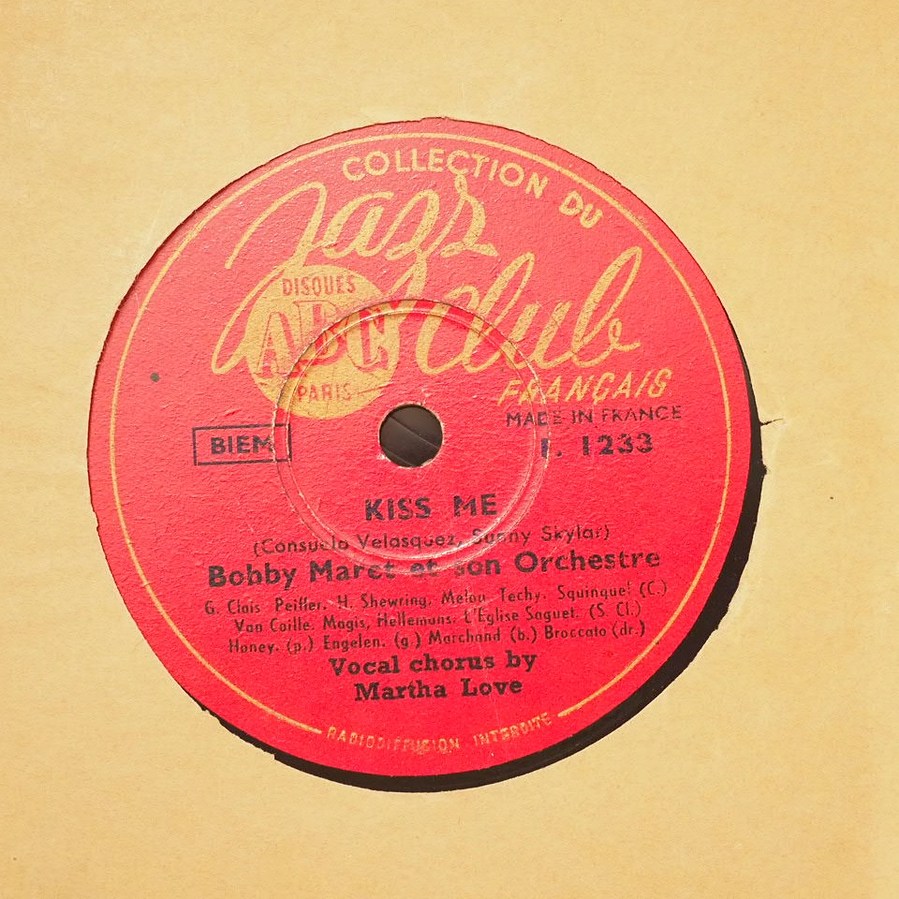 COLLECTION DU
Jazz
Club
DISQUES
ABC
PARIS
FRANÇAIS
MADE IN FRANCE
BIEM
1233
KISS ME
(Consuelo Velasquez, Sunny Skylar)
Bobby Maret et son Orchestre
G. Clais Peiffer, H. Shewring, Melon, Techy, Squinquel (C.)
Van Caille, Magis, Hellemans, L'Eglise Saguet. (S. Cl.)
Honey. (p.) Engelen. (g.) Marchand (b.) Broccato (dr.)
Vocal chorus by
Martha Love
RADIODIFFUSION INTERDITE